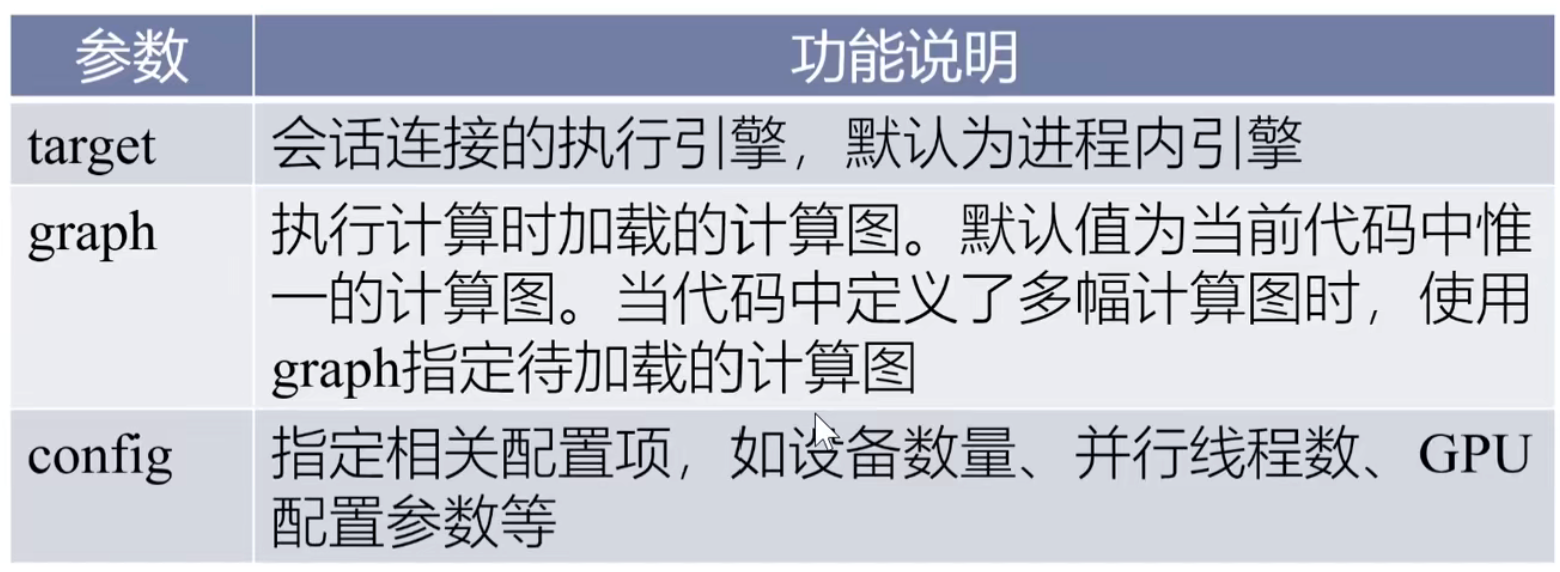 参数 功能说明
target 会话连接的执行引擎，默认为进程内引擎
graph 执行计算时加载的计算图。默认值为当前代码中惟
一的计算图。当代码中定义了多幅计算图时，使用
graph指定待加载的计算图
config 指定相关配置项，如设备数量、并行线程数、GPU
配置参数等